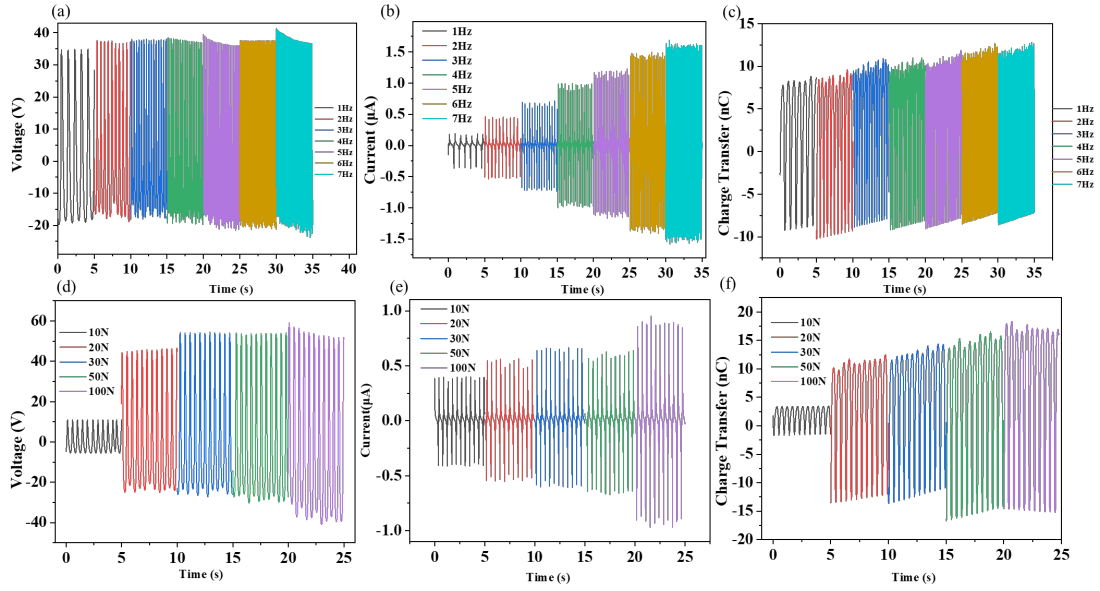 (a)
Voltage (V)
40
35
30
25
20
15
10
5
0
-5
-10
-15
-20
-25
0 5 10 15 20 25 30 35 40
Time (s)
1Hz
2Hz
3Hz
4Hz
5Hz
6Hz
7Hz
(b)
Current (µA)
1.5
1.0
0.5
0.0
-0.5
-1.0
-1.5
0 5 10 15 20 25 30 35
Time (s)
1Hz
2Hz
3Hz
4Hz
5Hz
6Hz
7Hz
(c)
Charge Transfer (nC)
15
10
5
0
-5
-10
0 5 10 15 20 25 30 35
Time (s)
1Hz
2Hz
3Hz
4Hz
5Hz
6Hz
7Hz
(d)
Voltage (V)
60
40
20
0
-20
-40
0 5 10 15 20 25
Time (s)
10N
20N
30N
50N
100N
(e)
Current(µA)
1.0
0.5
0.0
-0.5
-1.0
0 5 10 15 20 25
Time (s)
10N
20N
30N
50N
100N
(f)
Charge Transfer (nC)
20
15
10
5
0
-5
-10
-15
-20
0 5 10 15 20 25
Time (s)
10N
20N
30N
50N
100N